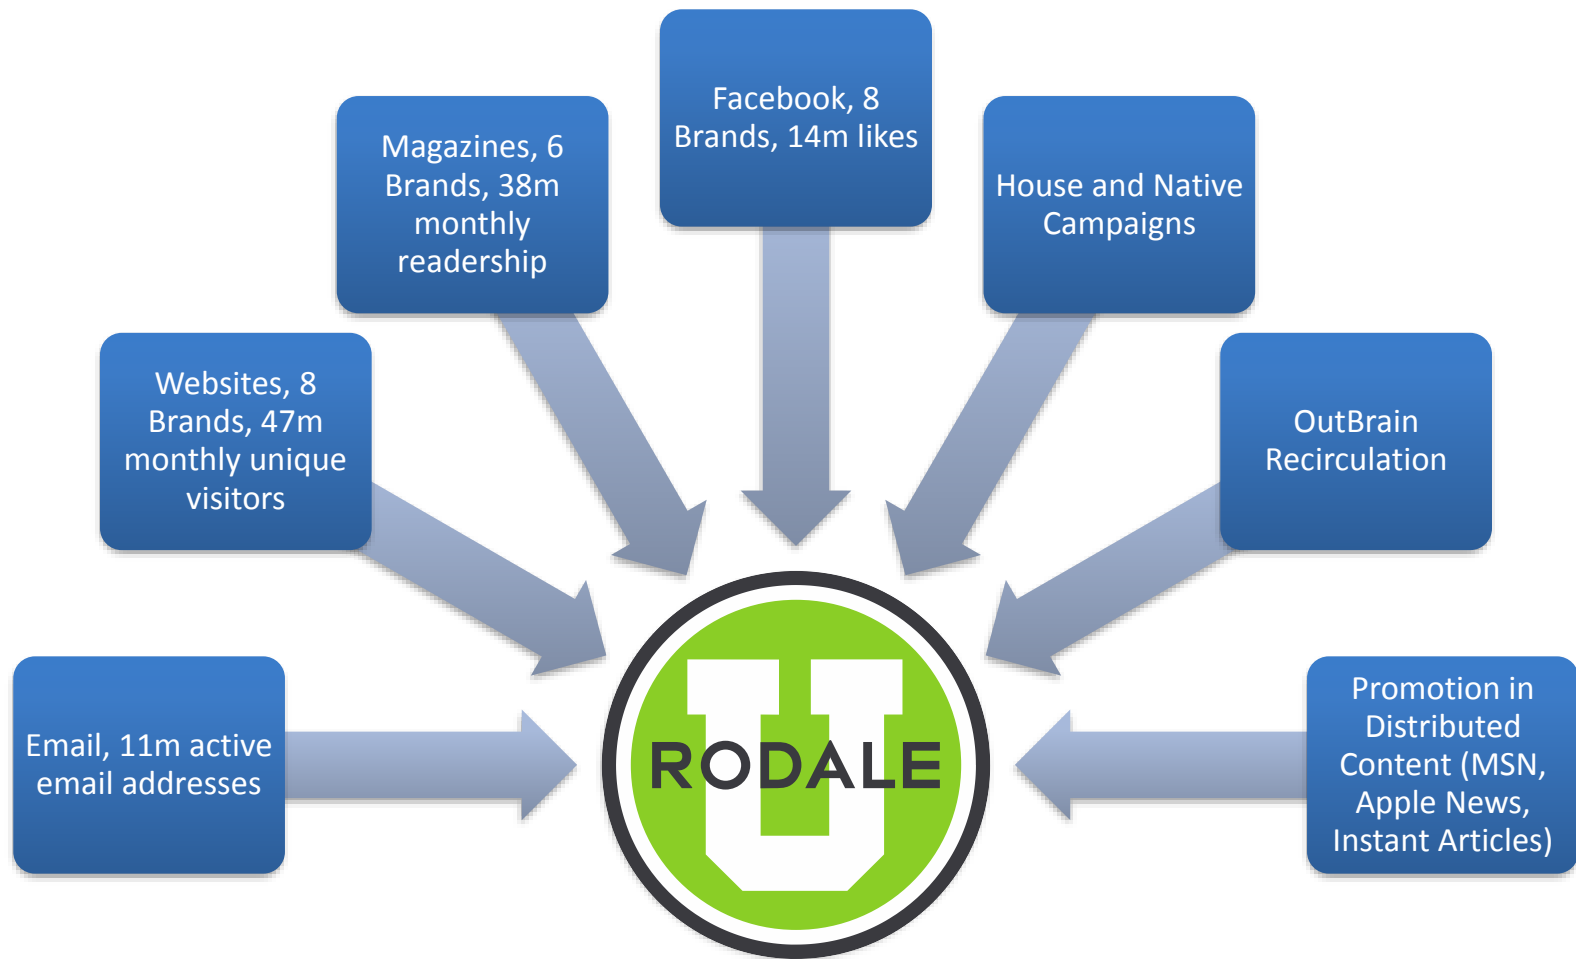 Facebook, 8
Brands, 14m likes
Magazines, 6
Brands, 38m
monthly
readership
House and Native
Campaigns
Websites, 8
Brands, 47m
monthly unique
visitors
OutBrain
Recirculation
Email, 11m active
email addresses
U
RODALE
Promotion in
Distributed
Content (MSN,
Apple News,
Instant Articles)